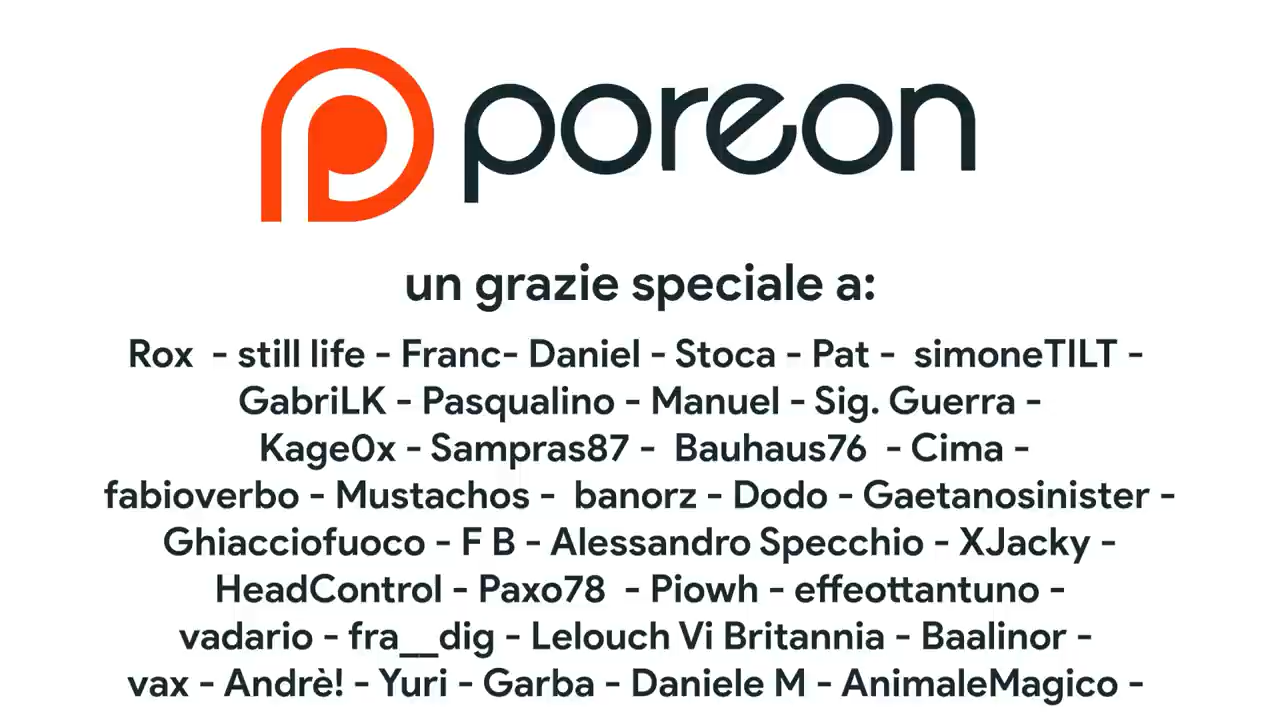 poreon
un grazie speciale a:
Rox - still life - Franc- Daniel - Stoca - Pat - simoneTILT -
GabriLK - Pasqualino - Manuel - Sig. Guerra -
Kage0x - Sampras87 - Bauhaus76 - Cima -
fabioverbo - Mustachos - banorz - Dodo - Gaetanosinister -
Ghiacciofuoco - F B - Alessandro Specchio - XJacky -
HeadControl - Paxo78 - Piowh - effeottantuno -
vadario - fra__dig - Lelouch Vi Britannia - Baalinor -
vax - Andrè! - Yuri - Garba - Daniele M - AnimaleMagico -